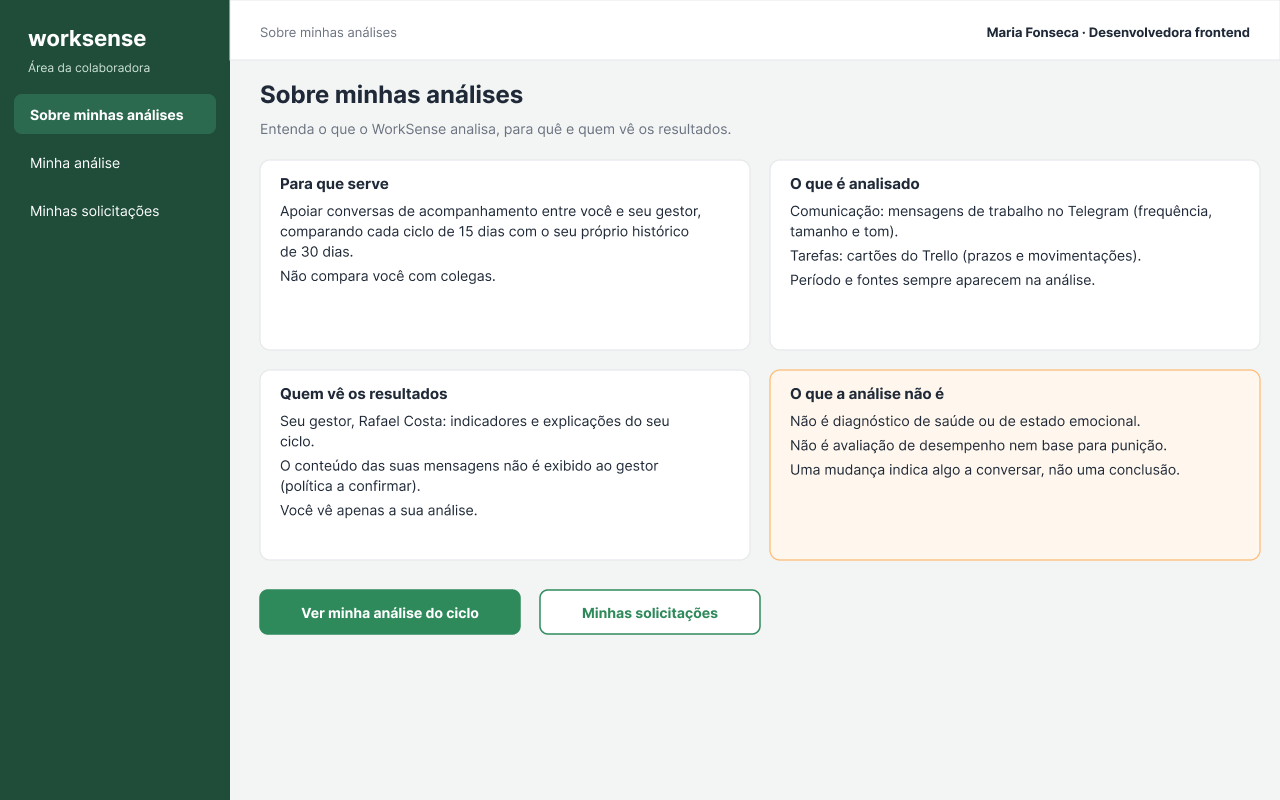 worksense
Área da colaboradora
Sobre minhas análises
Minha análise
Minhas solicitações
Sobre minhas análises
Maria Fonseca · Desenvolvedora frontend
Sobre minhas análises
Entenda o que o WorkSense analisa, para quê e quem vê os resultados.
Para que serve
Apoiar conversas de acompanhamento entre você e seu gestor,
comparando cada ciclo de 15 dias com o seu próprio histórico
de 30 dias.
Não compara você com colegas.
O que é analisado
Comunicação: mensagens de trabalho no Telegram (frequência,
tamanho e tom).
Tarefas: cartões do Trello (prazos e movimentações).
Período e fontes sempre aparecem na análise.
Quem vê os resultados
Seu gestor, Rafael Costa: indicadores e explicações do seu
ciclo.
O conteúdo das suas mensagens não é exibido ao gestor
(política a confirmar).
Você vê apenas a sua análise.
O que a análise não é
Não é diagnóstico de saúde ou de estado emocional.
Não é avaliação de desempenho nem base para punição.
Uma mudança indica algo a conversar, não uma conclusão.
Ver minha análise do ciclo
Minhas solicitações